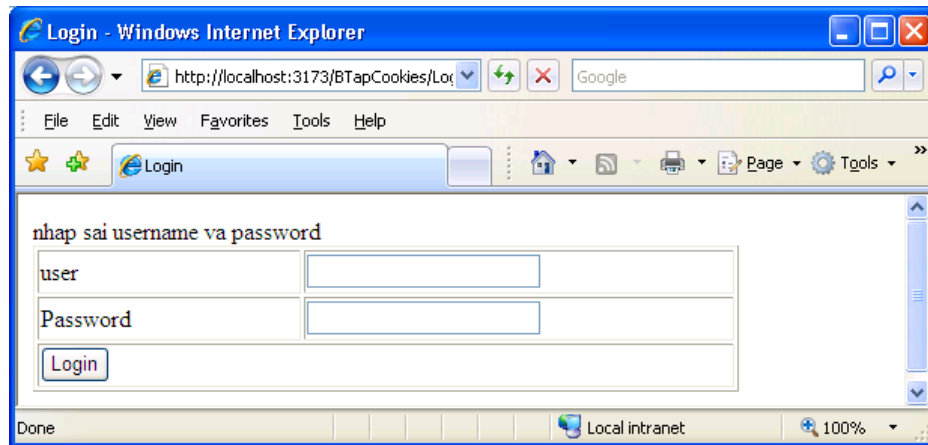 Login - Windows Internet Explorer
http://localhost:3173/BTapCookies/Log
Google
File Edit View Favorites Tools Help
Login
Page Tools »
nhap sai username va password
user
Password
Login
Done Local intranet 100%